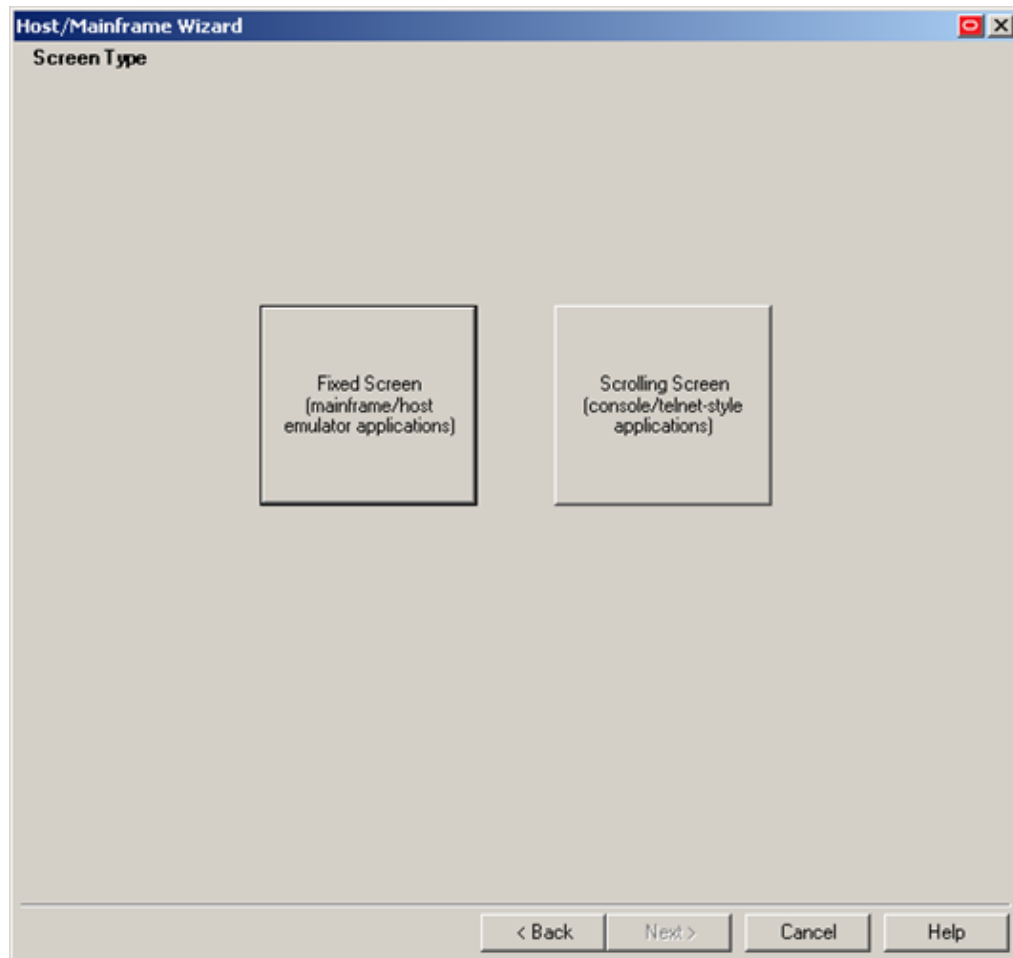 Host/Mainframe Wizard
Screen Type
Fixed Screen
(mainframe/host
emulator applications)
Scrolling Screen
(console/telnet-style
applications)
< Back
Next >
Cancel
Help